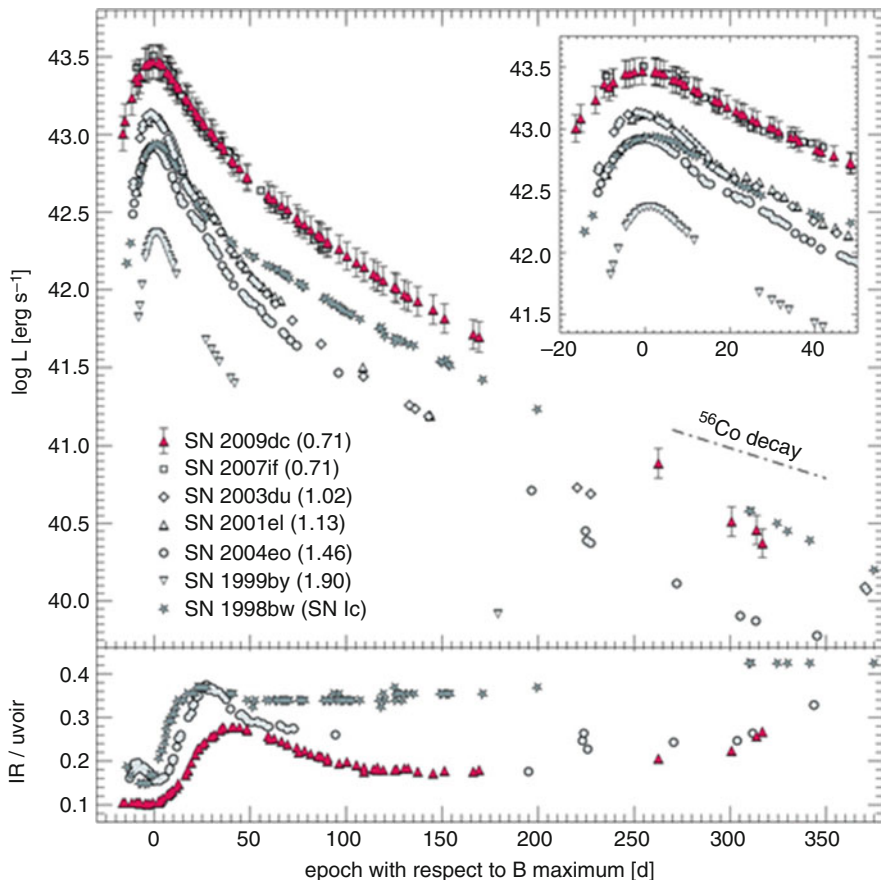 43.5
43.0
42.5
42.0
41.5
41.0
40.5
40.0
log L [erg s⁻¹]
43.5
43.0
42.5
42.0
41.5
−20 0 20 40
⁵⁶Co decay
SN 2009dc (0.71)
SN 2007if (0.71)
SN 2003du (1.02)
SN 2001el (1.13)
SN 2004eo (1.46)
SN 1999by (1.90)
SN 1998bw (SN Ic)
0.4
0.3
0.2
0.1
IR / uvoir
0 50 100 150 200 250 300 350
epoch with respect to B maximum [d]